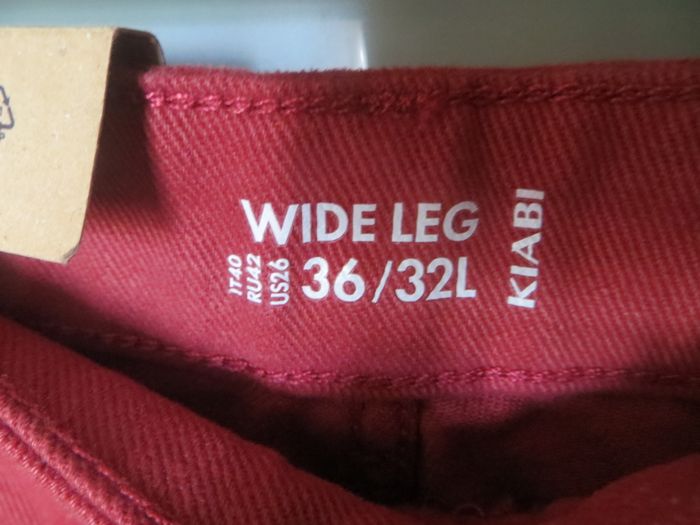 WIDE LEG
IT40
RU42
US26
36/32L
KIABI